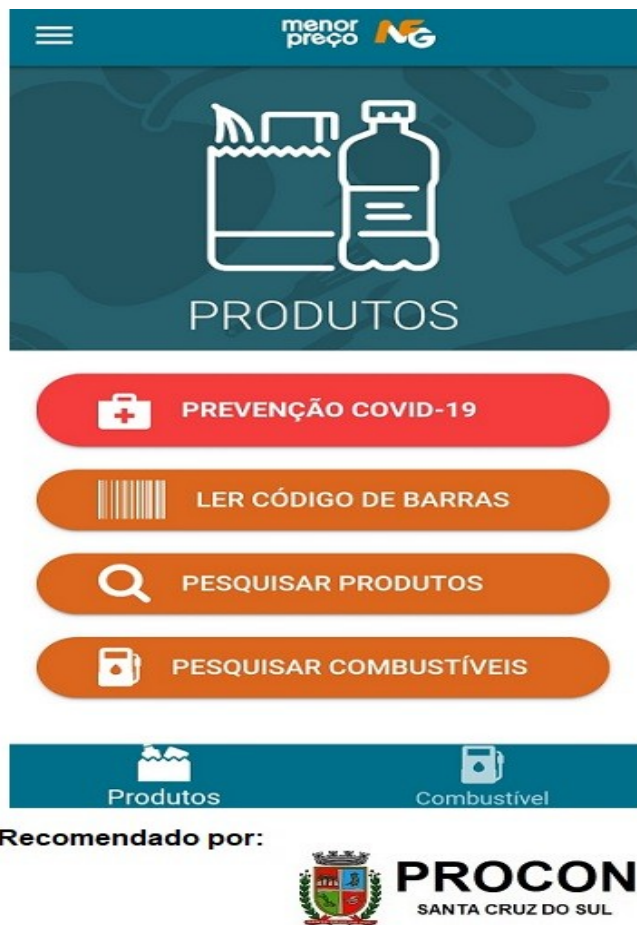 menor
preço NFG
PRODUTOS
PREVENÇÃO COVID-19
LER CÓDIGO DE BARRAS
PESQUISAR PRODUTOS
PESQUISAR COMBUSTÍVEIS
Produtos
Combustível
Recomendado por:
PROCON
SANTA CRUZ DO SUL